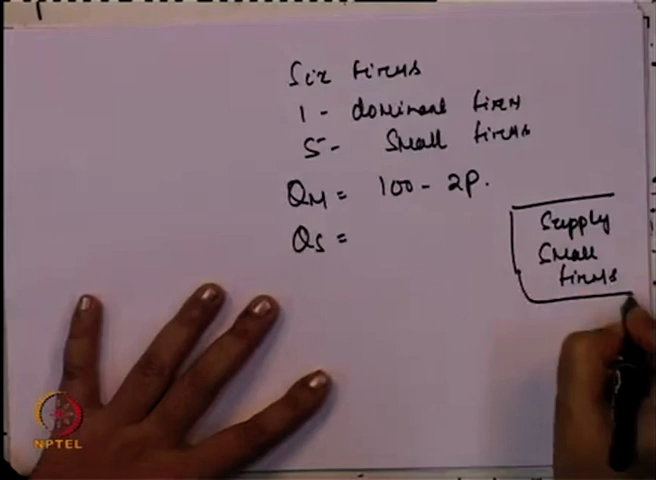 Six firms
1 - dominant firm
5 - Small firms
QM = 100 - 2P.
QS =
Supply
Small
firms
NPTEL